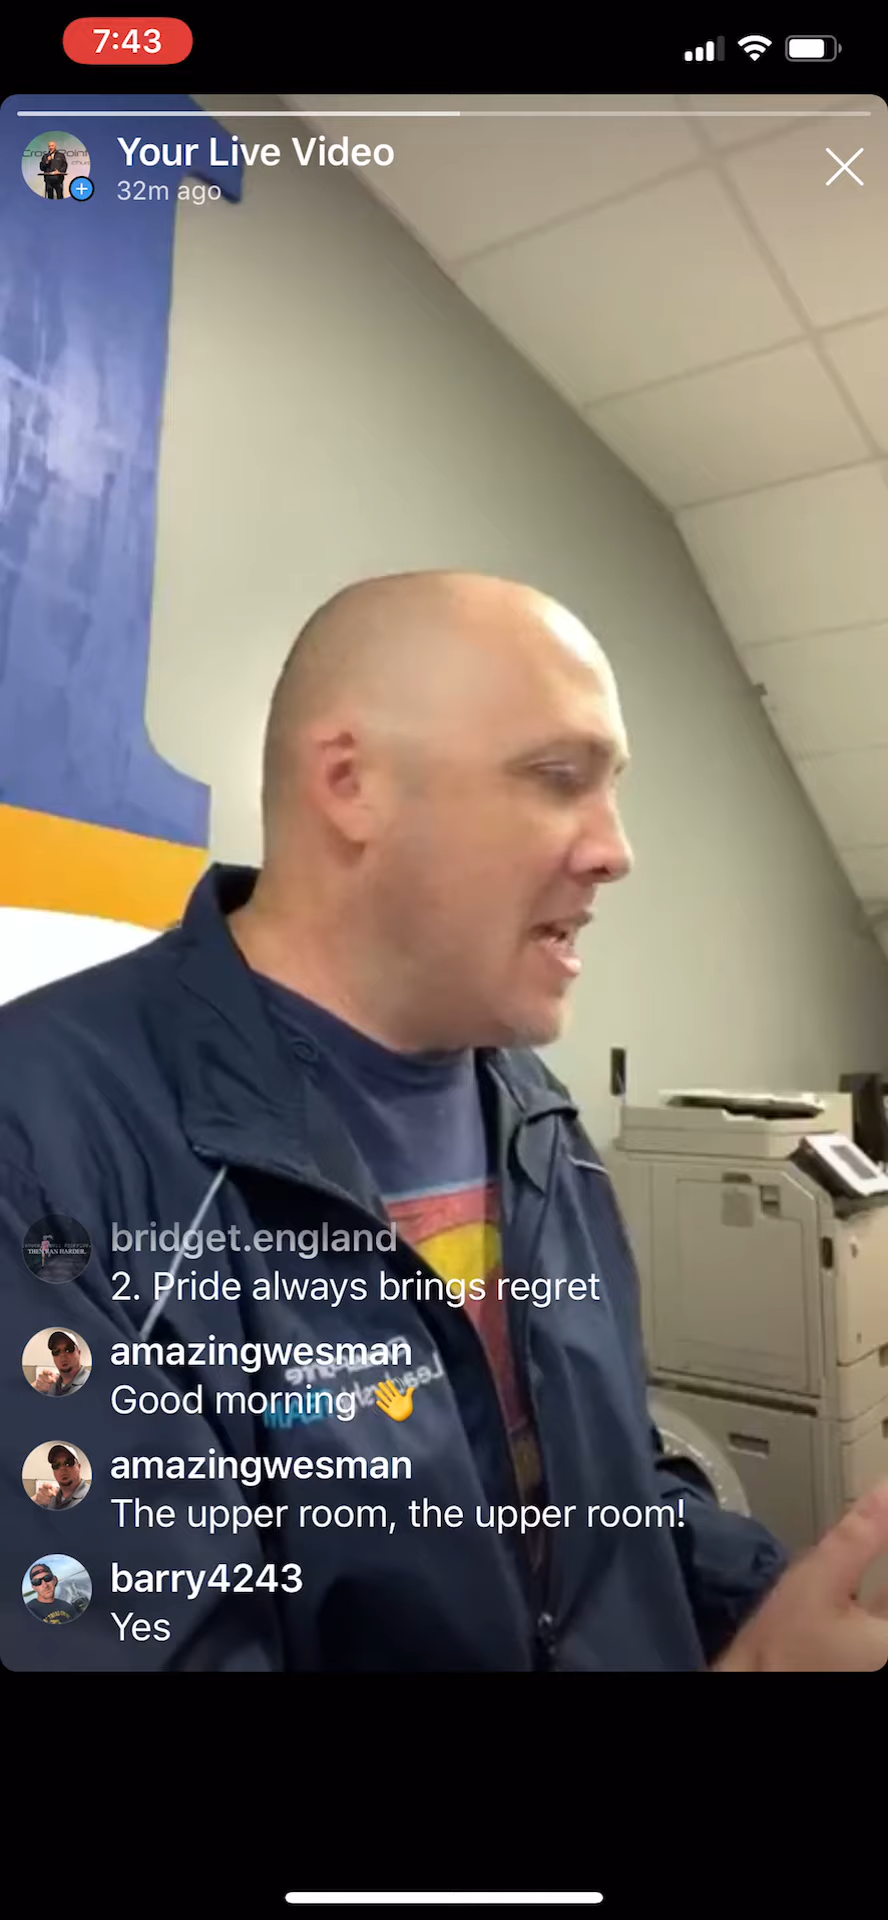 7:43
Your Live Video
32m ago
bridget.england
2. Pride always brings regret
amazingwesman
Good morning 👋
amazingwesman
The upper room, the upper room!
barry4243
Yes